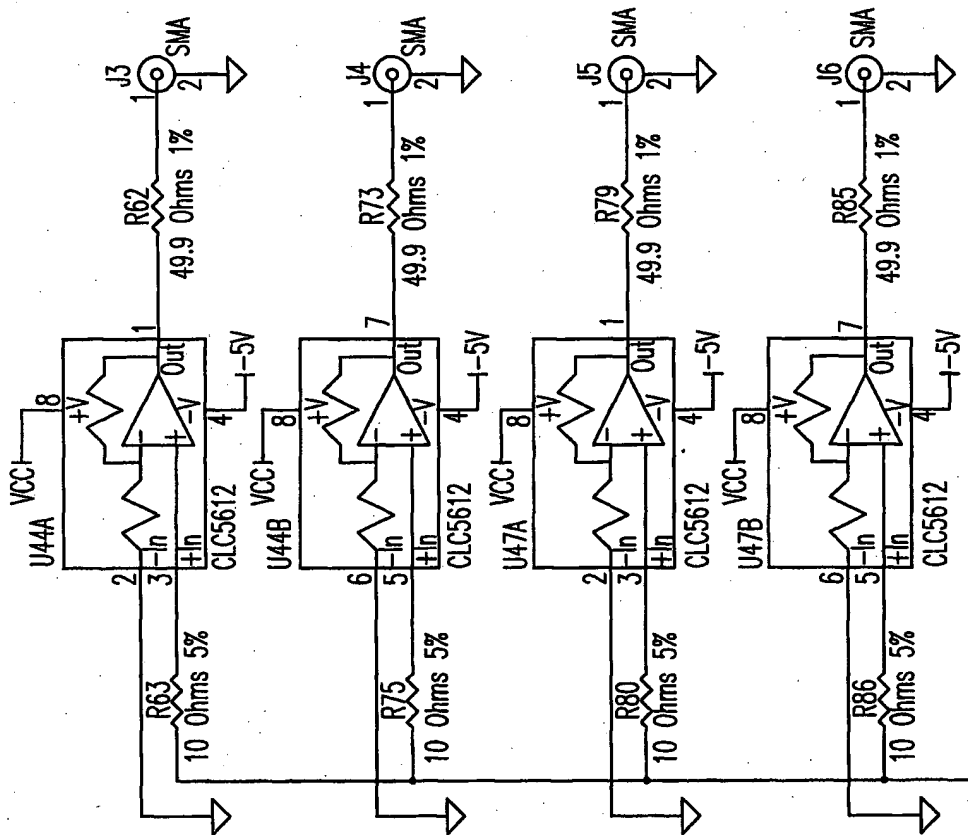 J3
SMA
1
2
R62
49.9 Ohms 1%
1
Out
8
+V
VCC
-5V
4
-V
U44A
CLC5612
2
3
-In
+In
-
+
R63
10 Ohms 5%
J4
SMA
1
2
R73
49.9 Ohms 1%
7
Out
8
+V
VCC
-5V
4
-V
U44B
CLC5612
6
5
-In
+In
-
+
R75
10 Ohms 5%
J5
SMA
1
2
R79
49.9 Ohms 1%
1
Out
8
+V
VCC
-5V
4
-V
U47A
CLC5612
2
3
-In
+In
-
+
R80
10 Ohms 5%
J6
SMA
1
2
R85
49.9 Ohms 1%
7
Out
8
+V
VCC
-5V
4
-V
U47B
CLC5612
6
5
-In
+In
-
+
R86
10 Ohms 5%